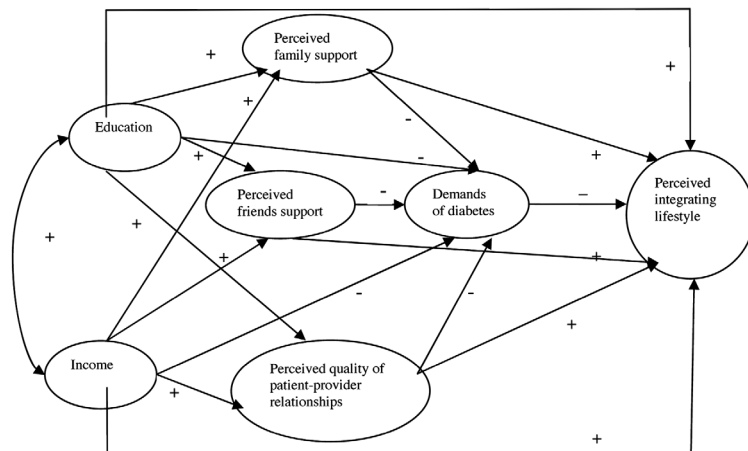 Perceived
family support
+
+
+
Education
-
+
-
+
Perceived
friends support
-
Demands
of diabetes
–
Perceived
integrating
lifestyle
+
+
+
+
-
-
+
Income
Perceived quality of
patient-provider
relationships
+
+